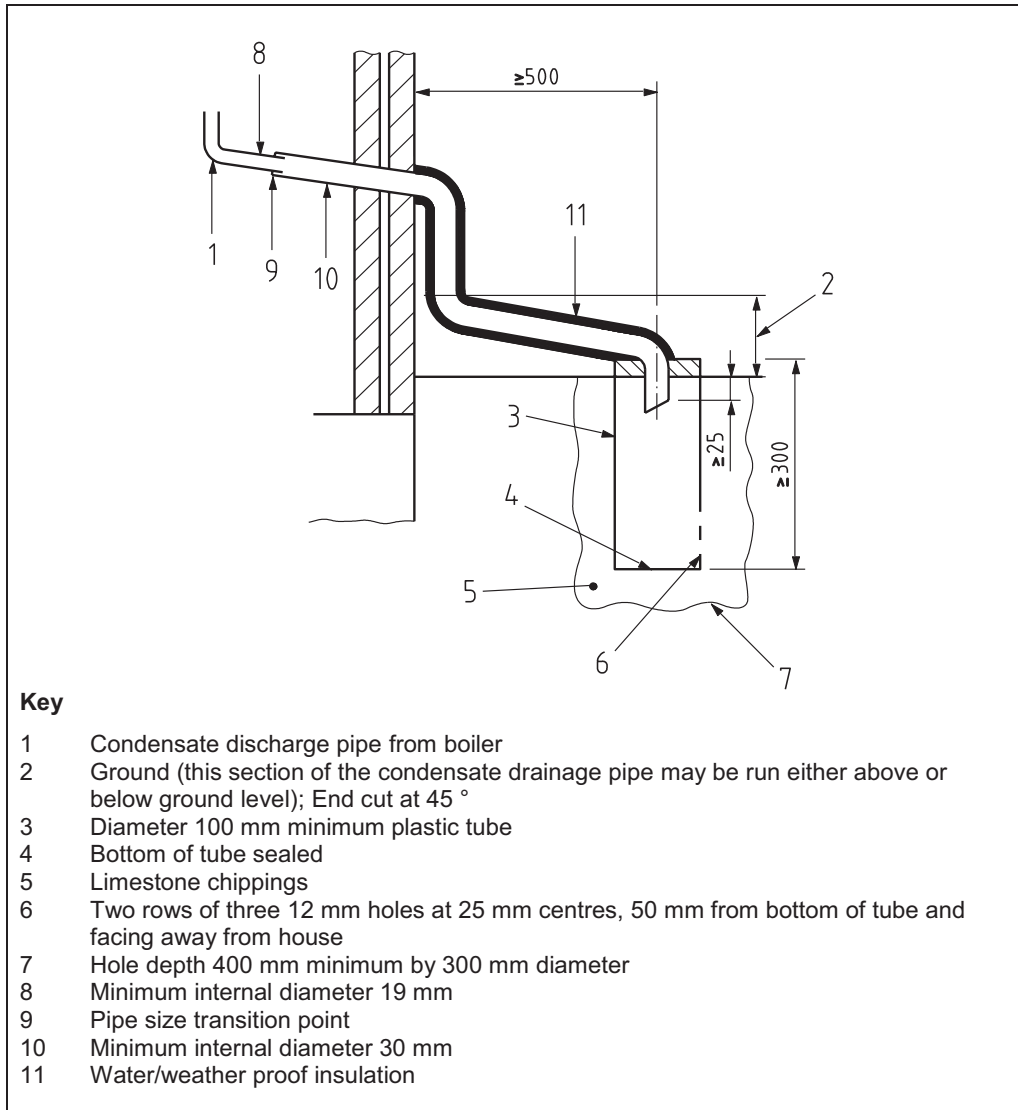 8
≥500
11
2
1
9
10
3
≥25
≥300
4
5
6
7
Key
1 Condensate discharge pipe from boiler
2 Ground (this section of the condensate drainage pipe may be run either above or
below ground level); End cut at 45 °
3 Diameter 100 mm minimum plastic tube
4 Bottom of tube sealed
5 Limestone chippings
6 Two rows of three 12 mm holes at 25 mm centres, 50 mm from bottom of tube and
facing away from house
7 Hole depth 400 mm minimum by 300 mm diameter
8 Minimum internal diameter 19 mm
9 Pipe size transition point
10 Minimum internal diameter 30 mm
11 Water/weather proof insulation